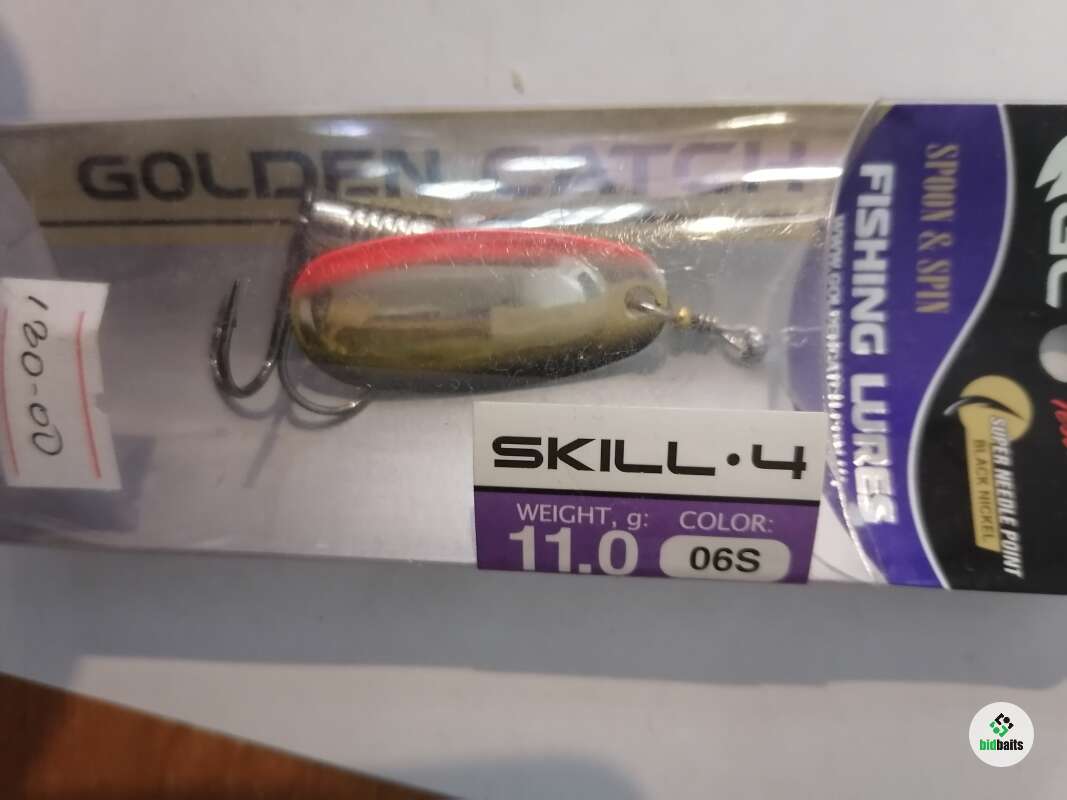 GOLDEN CATCH
180-00
SKILL·4
WEIGHT, g:
11.0
COLOR:
06S
SPOON & SPIN
FISHING LURES
SUPER NEEDLE POINT
BLACK NICKEL
bidbaits